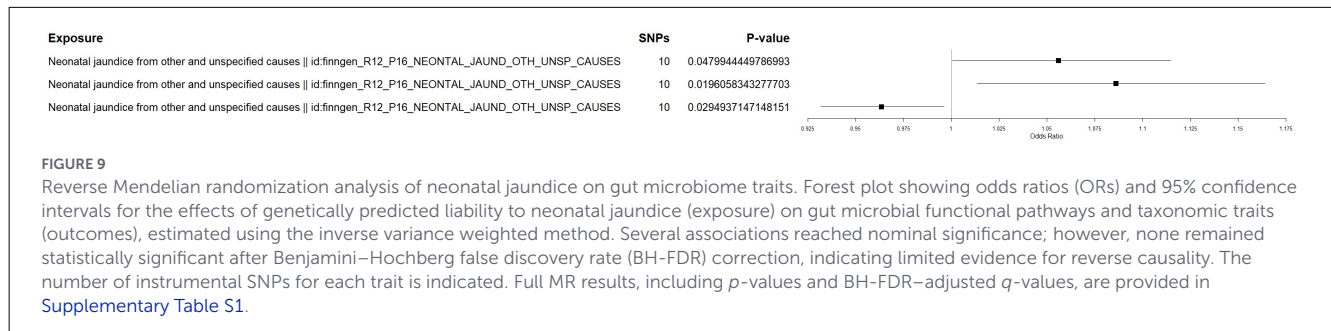 Exposure SNPs P-value
Neonatal jaundice from other and unspecified causes || id:finngen_R12_P16_NEONTAL_JAUND_OTH_UNSP_CAUSES 10 0.0479944449786993
Neonatal jaundice from other and unspecified causes || id:finngen_R12_P16_NEONTAL_JAUND_OTH_UNSP_CAUSES 10 0.0196058343277703
Neonatal jaundice from other and unspecified causes || id:finngen_R12_P16_NEONTAL_JAUND_OTH_UNSP_CAUSES 10 0.0294937147148151
0.925 0.95 0.975 1 1.025 1.05 1.075 1.1 1.125 1.15 1.175
Odds Ratio
FIGURE 9
Reverse Mendelian randomization analysis of neonatal jaundice on gut microbiome traits. Forest plot showing odds ratios (ORs) and 95% confidence
intervals for the effects of genetically predicted liability to neonatal jaundice (exposure) on gut microbial functional pathways and taxonomic traits
(outcomes), estimated using the inverse variance weighted method. Several associations reached nominal significance; however, none remained
statistically significant after Benjamini–Hochberg false discovery rate (BH-FDR) correction, indicating limited evidence for reverse causality. The
number of instrumental SNPs for each trait is indicated. Full MR results, including p-values and BH-FDR–adjusted q-values, are provided in
Supplementary Table S1.